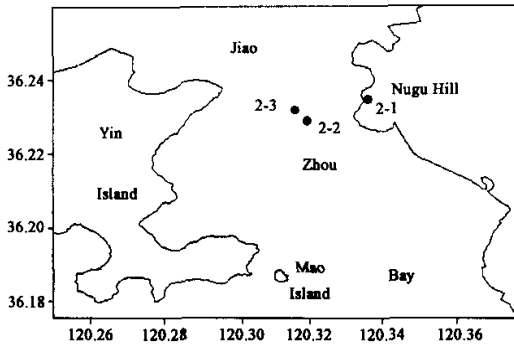 Jiao
36.24
Nugu Hill
2-3
2-1
Yin
2-2
36.22
Zhou
Island
36.20
Mao
Bay
Island
36.18
120.26 120.28 120.30 120.32 120.34 120.36